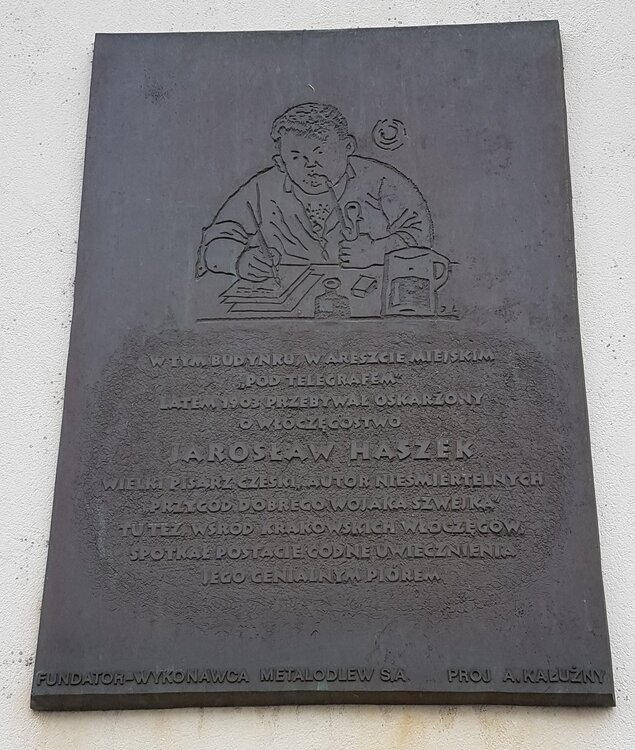 W TYM BUDYNKU, W ARESZCIE MIEJSKIM
„POD TELEGRAFEM"
LATEM 1903 PRZEBYWAŁ OSKARŻONY
O WŁÓCZĘGOSTWO
JAROSŁAW HASZEK
WIELKI PISARZ CZESKI, AUTOR NIEŚMIERTELNYCH
„PRZYGÓD DOBREGO WOJAKA SZWEJKA"
TU TEŻ, WŚRÓD KRAKOWSKICH WŁÓCZĘGÓW,
SPOTKAŁ POSTACIE GODNE UWIECZNIENIA
JEGO GENIALNYM PIÓREM
FUNDATOR-WYKONAWCA METALODLEW S.A. PROJ A. KAŁUŻNY